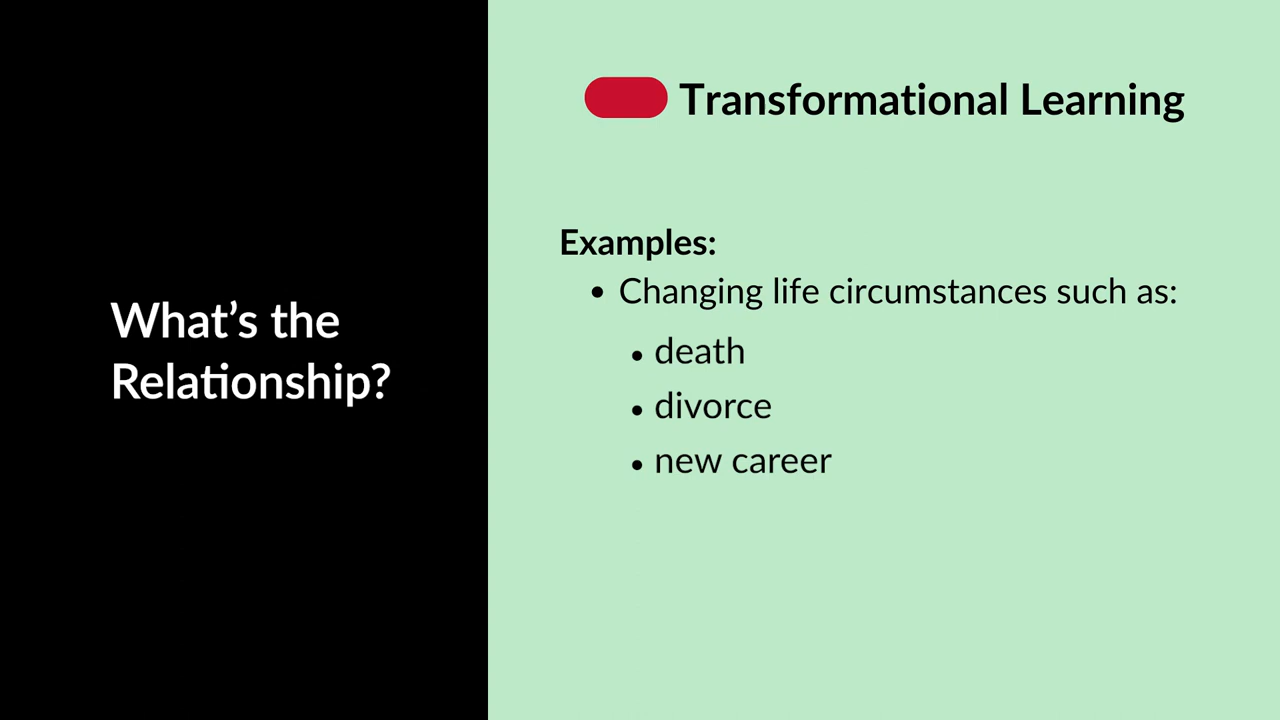 What’s the
Relationship?
Transformational Learning
Examples:
• Changing life circumstances such as:
• death
• divorce
• new career